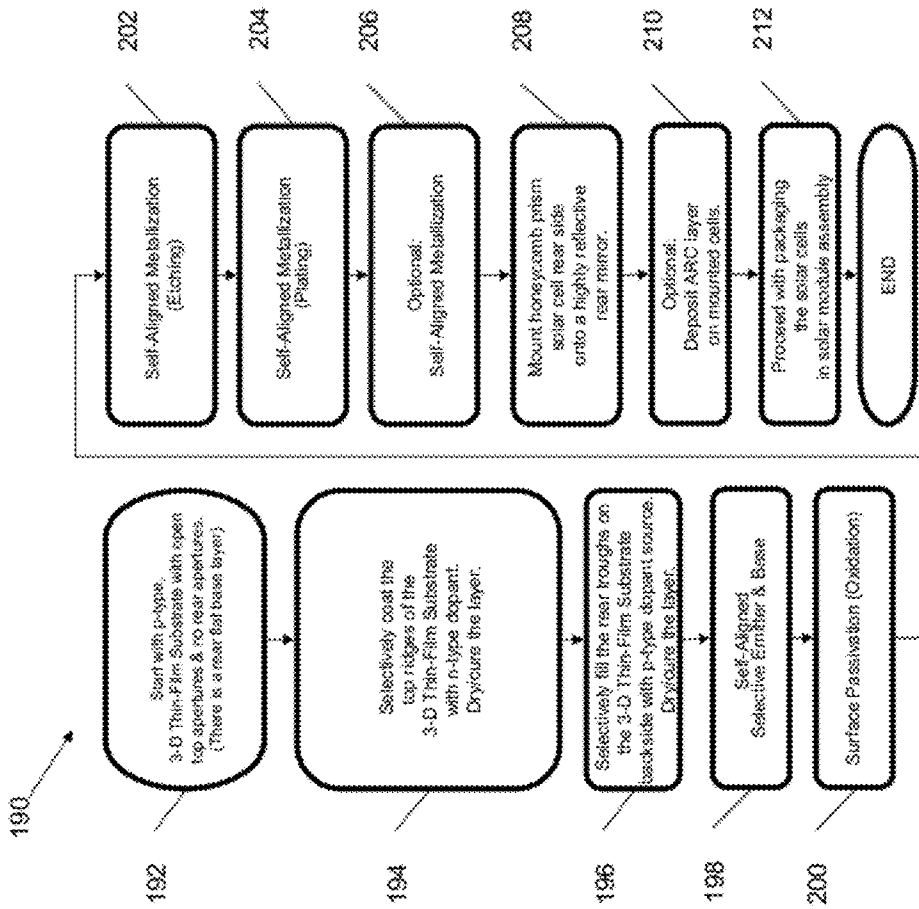 190
192
Start with p-type,
3-D Thin-Film Substrate with open
top apertures & no rear apertures.
(There is a rear flat base layer)
194
Selectively coat the
top ridges of the
3-D Thin-Film Substrate
with n-type dopant.
Dry/cure the layer.
196
Selectively fill the rear troughs on
the 3-D Thin-Film Substrate
backside with p-type dopant source.
Dry/cure the layer.
198
Self-Aligned
Selective Emitter & Base
200
Surface Passivation (Oxidation)
202
Self-Aligned Metallization
(Etching)
204
Self-Aligned Metallization
(Plating)
206
Optional:
Self-Aligned Metallization
208
Mount honeycomb prism
solar cell rear side
onto a highly reflective
rear mirror.
210
Optional:
Deposit ARC layer
on mounted cells.
212
Proceed with packaging
the solar cells
in solar module assembly
END